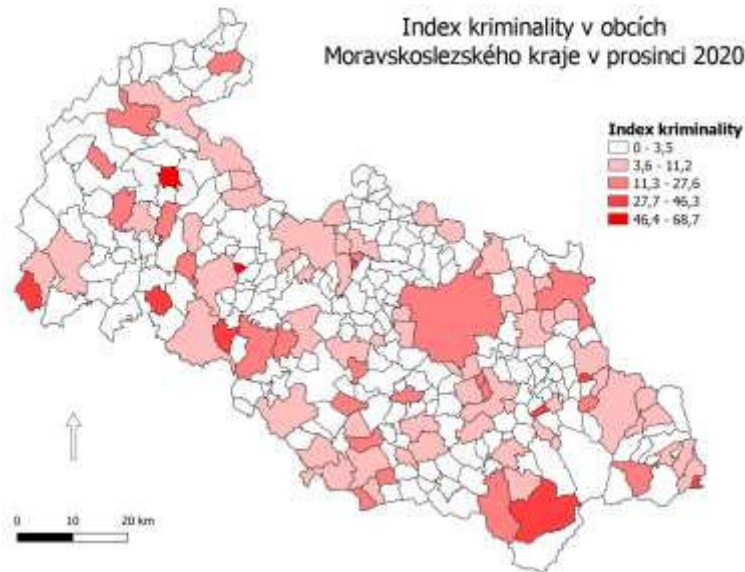 Index kriminality v obcích
Moravskoslezského kraje v prosinci 2020
Index kriminality
0 - 3,5
3,6 - 11,2
11,3 - 27,6
27,7 - 46,3
46,4 - 68,7
0 10 20 km